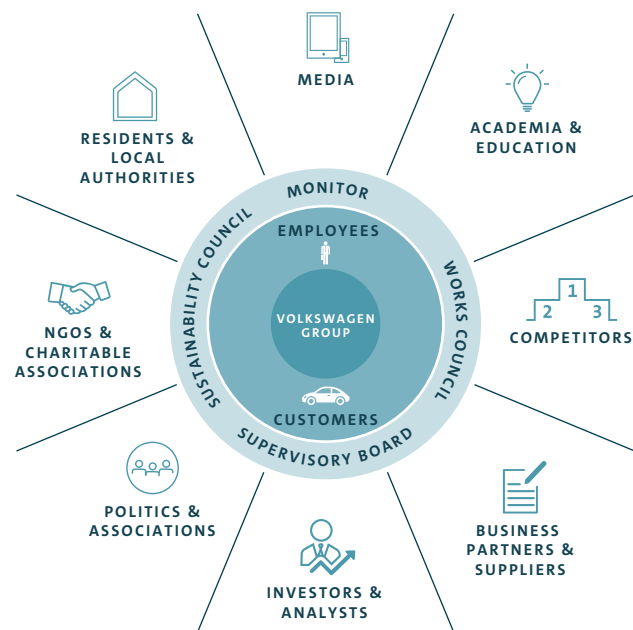 MEDIA
ACADEMIA &
EDUCATION
RESIDENTS &
LOCAL
AUTHORITIES
MONITOR
SUSTAINABILITY COUNCIL
WORKS COUNCIL
SUPERVISORY BOARD
EMPLOYEES
VOLKSWAGEN
GROUP
CUSTOMERS
1
2 3
COMPETITORS
NGOS &
CHARITABLE
ASSOCIATIONS
POLITICS &
ASSOCIATIONS
BUSINESS
PARTNERS &
SUPPLIERS
INVESTORS &
ANALYSTS